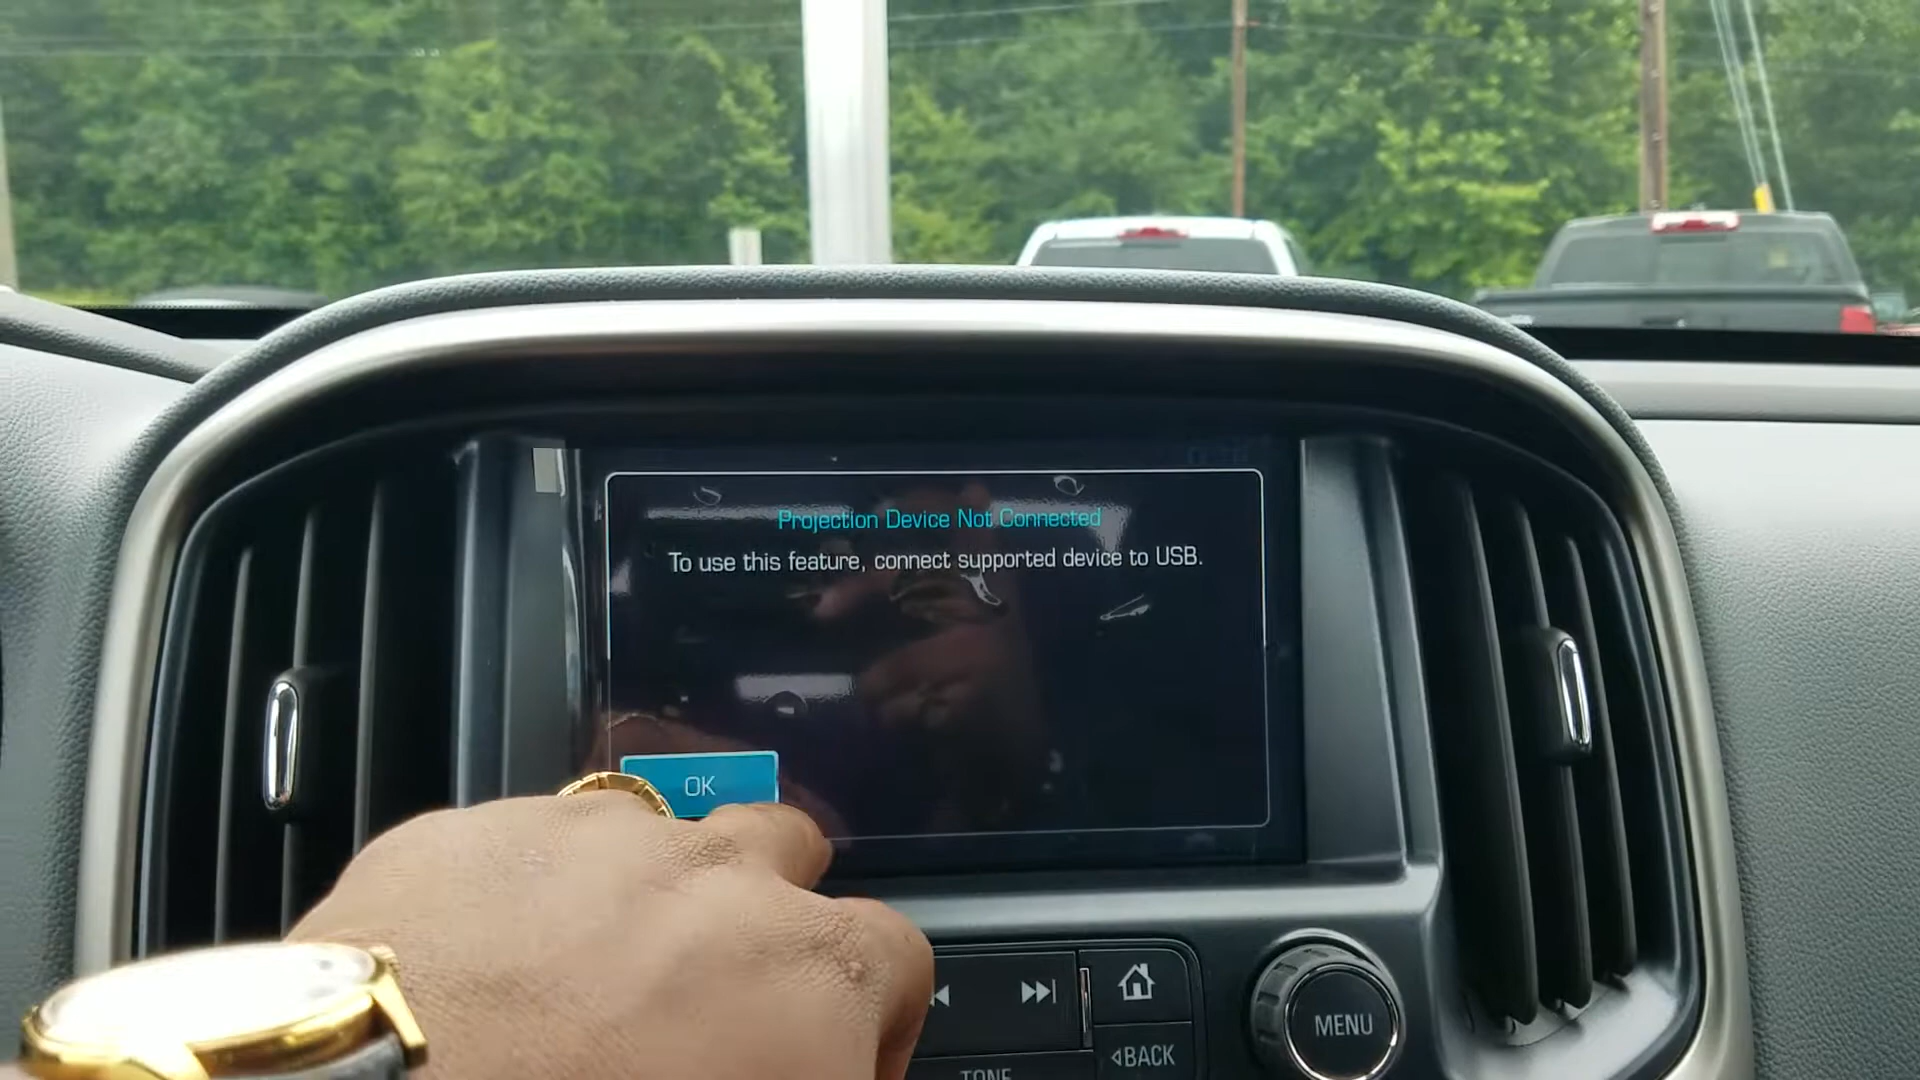 Projection Device Not Connected
To use this feature, connect supported device to USB.
OK
MENU
BACK
TONE